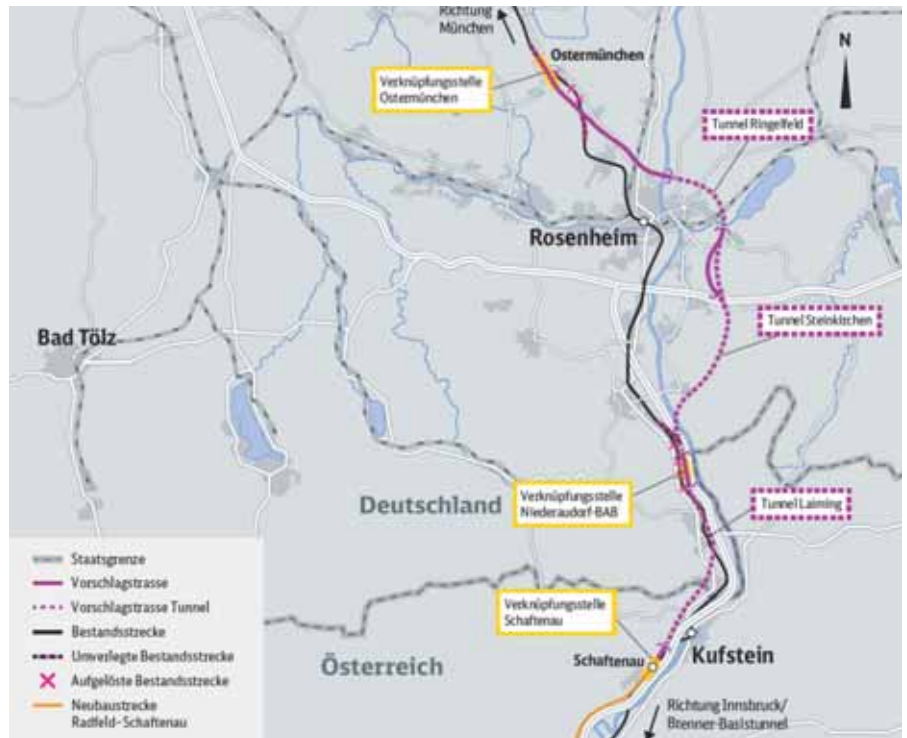 Richtung
München
Ostermünchen
N
Verknüpfungsstelle
Ostermünchen
Tunnel Ringelfeld
Rosenheim
Tunnel Steinkirchen
Bad Tölz
Deutschland
Verknüpfungsstelle
Niederaudorf-BAB
Tunnel Laiming
Staatsgrenze
Vorschlagstrasse
Vorschlagstrasse Tunnel
Bestandsstrecke
Umverlegte Bestandsstrecke
Aufgelöste Bestandsstrecke
Neubaustrecke
Radfeld–Schaftenau
Verknüpfungsstelle
Schaftenau
Österreich
Schaftenau
Kufstein
Richtung Innsbruck/
Brenner-Basistunnel